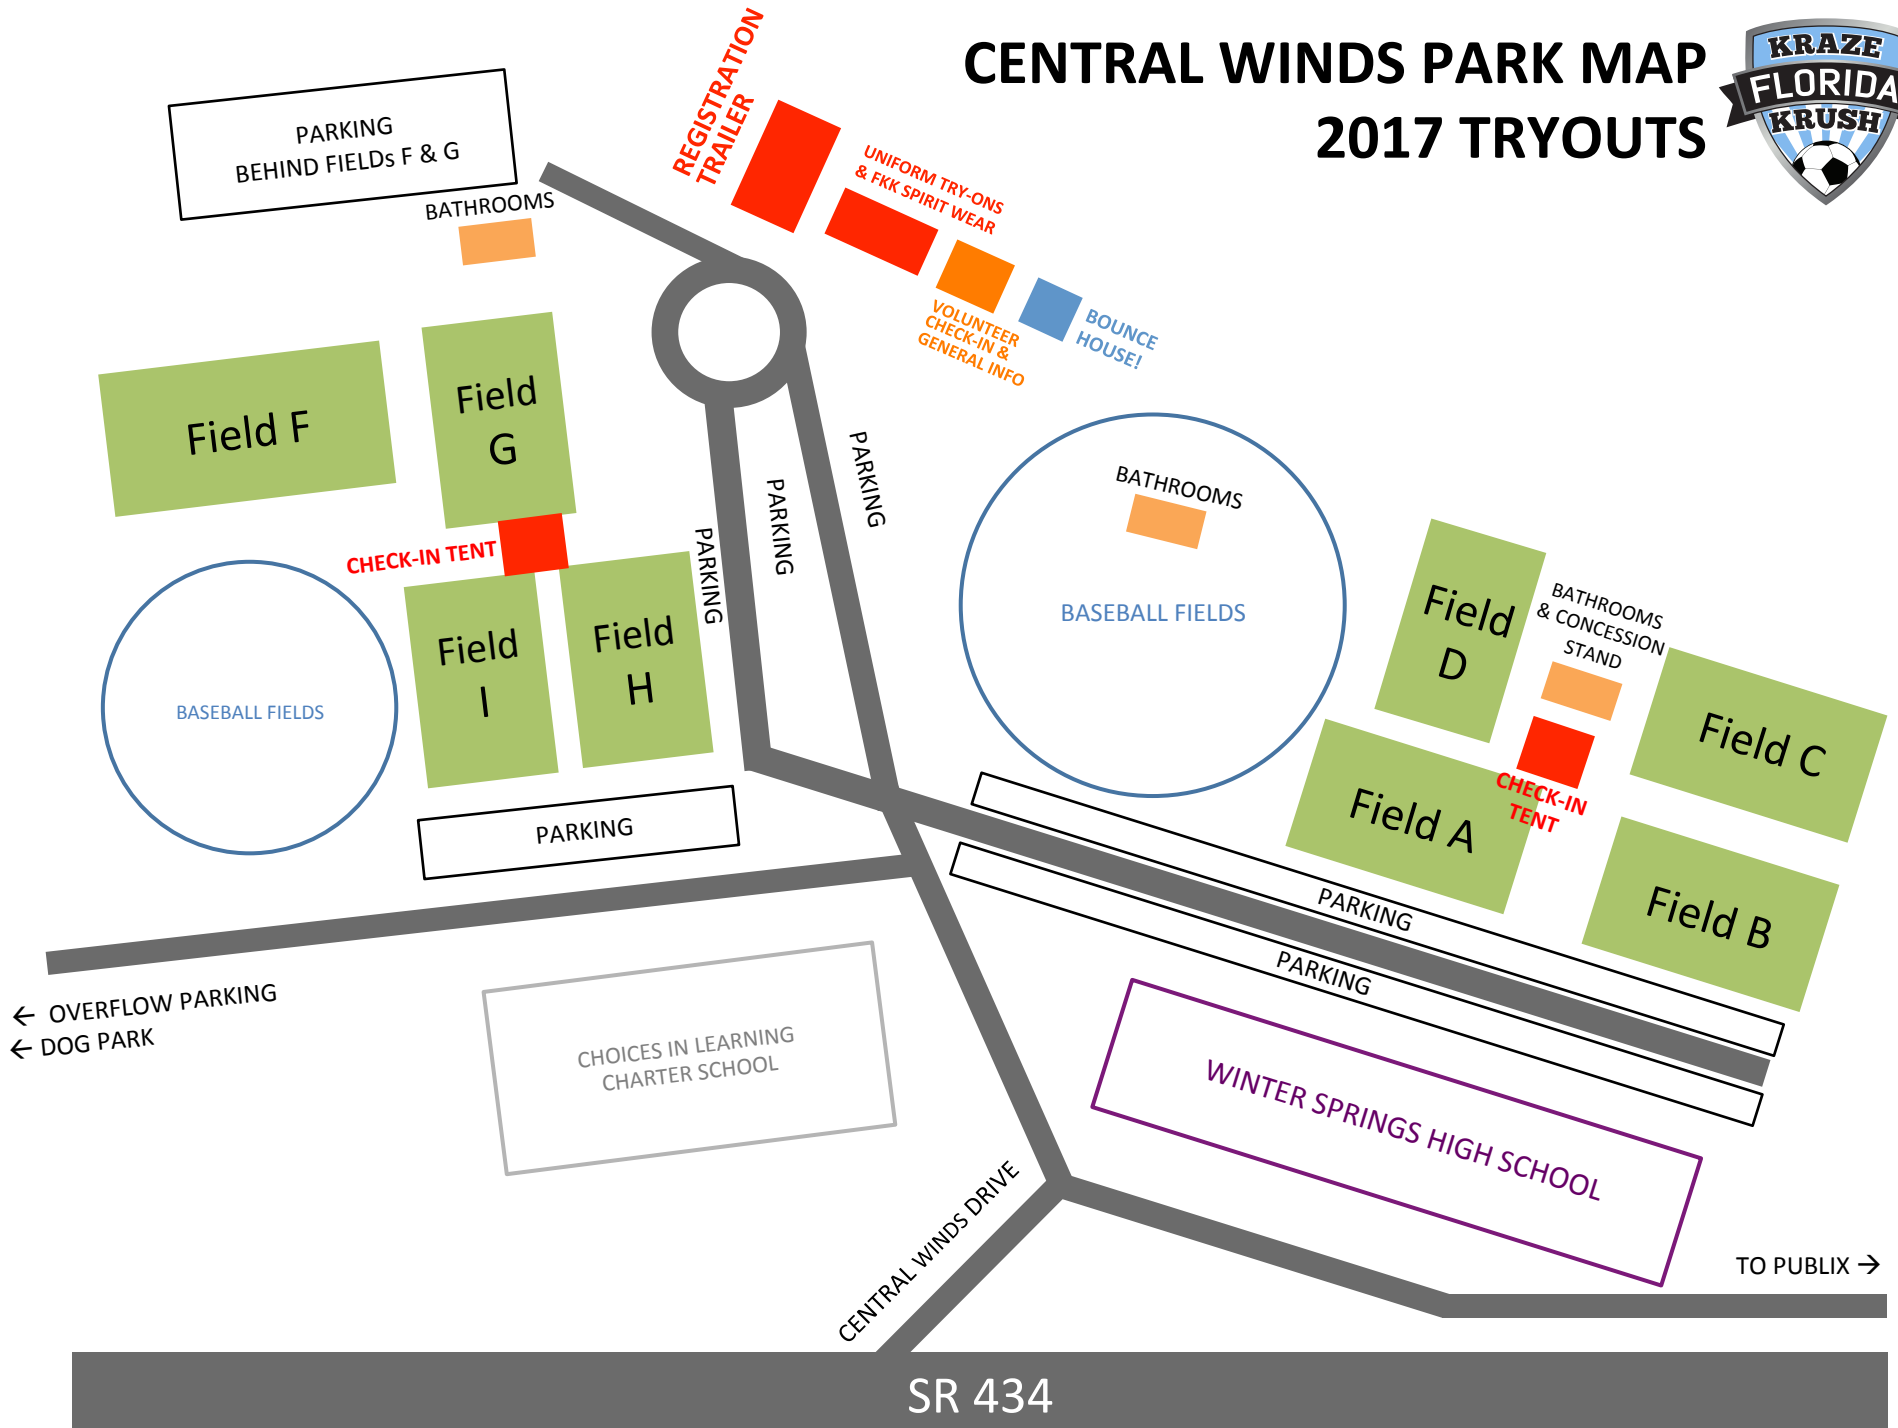 CENTRAL WINDS PARK MAP
2017 TRYOUTS
KRAZE
FLORIDA
KRUSH
REGISTRATION
TRAILER
UNIFORM TRY-ONS
& FKK SPIRIT WEAR
VOLUNTEER
CHECK-IN &
GENERAL INFO
BOUNCE
HOUSE!
PARKING
BEHIND FIELDs F & G
BATHROOMS
Field F
Field
G
CHECK-IN TENT
Field
I
Field
H
BASEBALL FIELDS
PARKING
PARKING
PARKING
PARKING
BATHROOMS
BASEBALL FIELDS
Field
D
BATHROOMS
& CONCESSION
STAND
Field C
CHECK-IN
TENT
Field A
Field B
PARKING
PARKING
← OVERFLOW PARKING
← DOG PARK
CHOICES IN LEARNING
CHARTER SCHOOL
WINTER SPRINGS HIGH SCHOOL
CENTRAL WINDS DRIVE
TO PUBLIX →
SR 434